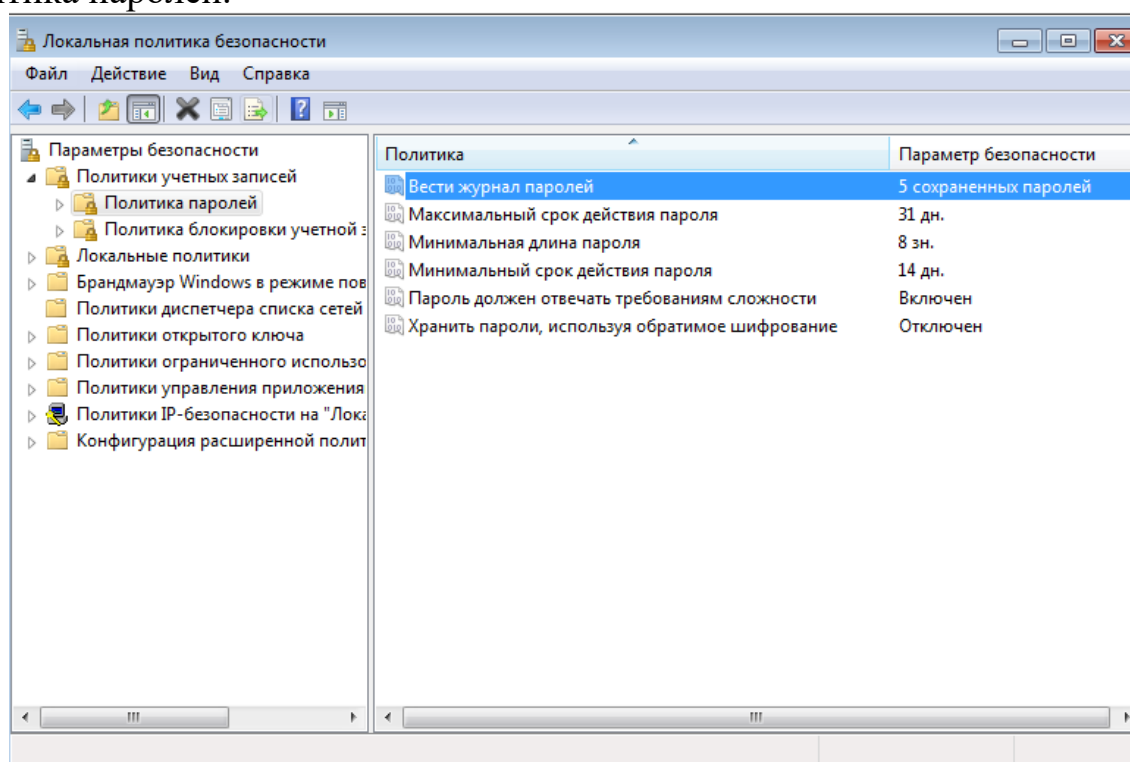 паролей.
Локальная политика безопасности
Файл Действие Вид Справка
Параметры безопасности
Политики учетных записей
Политика паролей
Политика блокировки учетной
Локальные политики
Брандмауэр Windows в режиме пов
Политики диспетчера списка сетей
Политики открытого ключа
Политики ограниченного использо
Политики управления приложения
Политики IP-безопасности на "Лока
Конфигурация расширенной полит
Политика Параметр безопасности
Вести журнал паролей 5 сохраненных паролей
Максимальный срок действия пароля 31 дн.
Минимальная длина пароля 8 зн.
Минимальный срок действия пароля 14 дн.
Пароль должен отвечать требованиям сложности Включен
Хранить пароли, используя обратимое шифрование Отключен